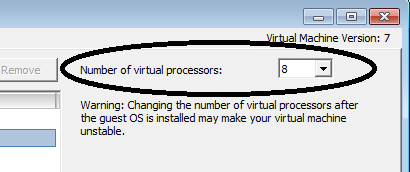 Virtual Machine Version: 7
Remove
Number of virtual processors:
8
Warning: Changing the number of virtual processors after
the guest OS is installed may make your virtual machine
unstable.